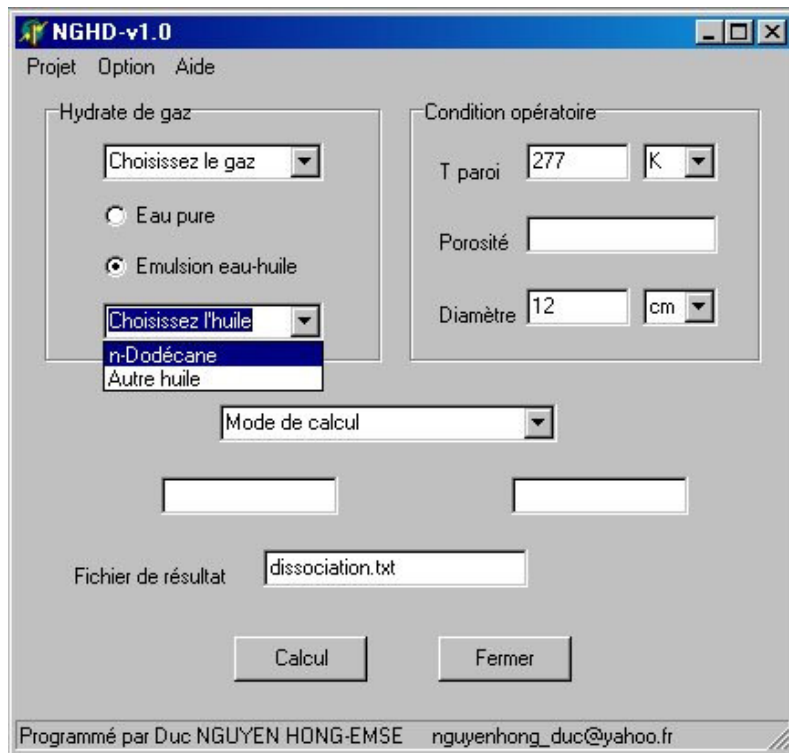 NGHD-v1.0
Projet Option Aide
Hydrate de gaz
Choisissez le gaz
Eau pure
Emulsion eau-huile
Choisissez l'huile
n-Dodécane
Autre huile
Condition opératoire
T paroi 277 K
Porosité
Diamètre 12 cm
Mode de calcul
Fichier de résultat dissociation.txt
Calcul Fermer
Programmé par Duc NGUYEN HONG-EMSE nguyenhong_duc@yahoo.fr